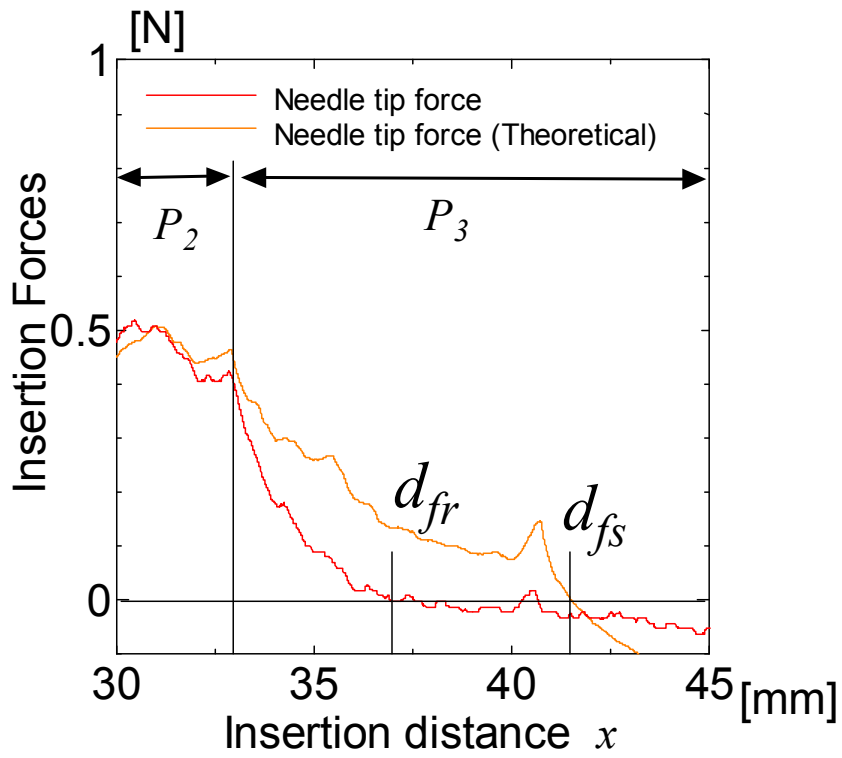 [N]
1
Needle tip force
Needle tip force (Theoretical)
P2
P3
Insertion Forces
0.5
dfr
dfs
0
30
35
40
45
[mm]
Insertion distance x